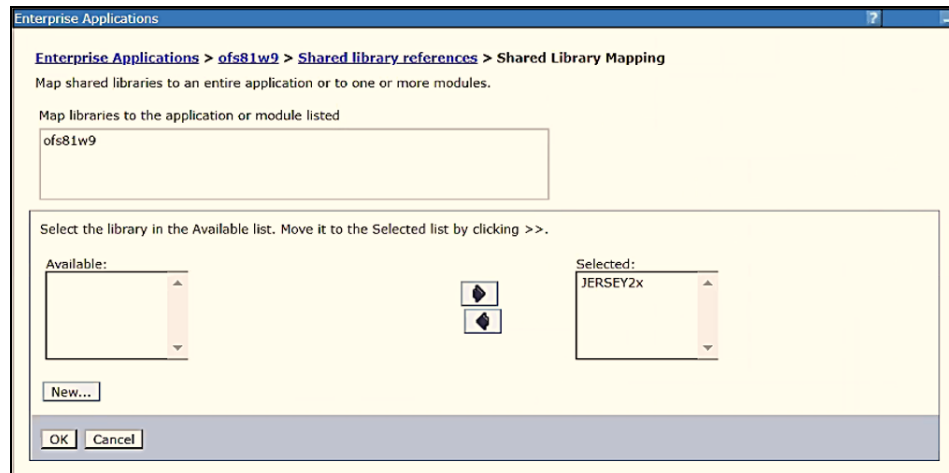 Enterprise Applications ?
Enterprise Applications > ofs81w9 > Shared library references > Shared Library Mapping
Map shared libraries to an entire application or to one or more modules.
Map libraries to the application or module listed
ofs81w9
Select the library in the Available list. Move it to the Selected list by clicking >>.
Available:
Selected:
JERSEY2x
New...
OK Cancel